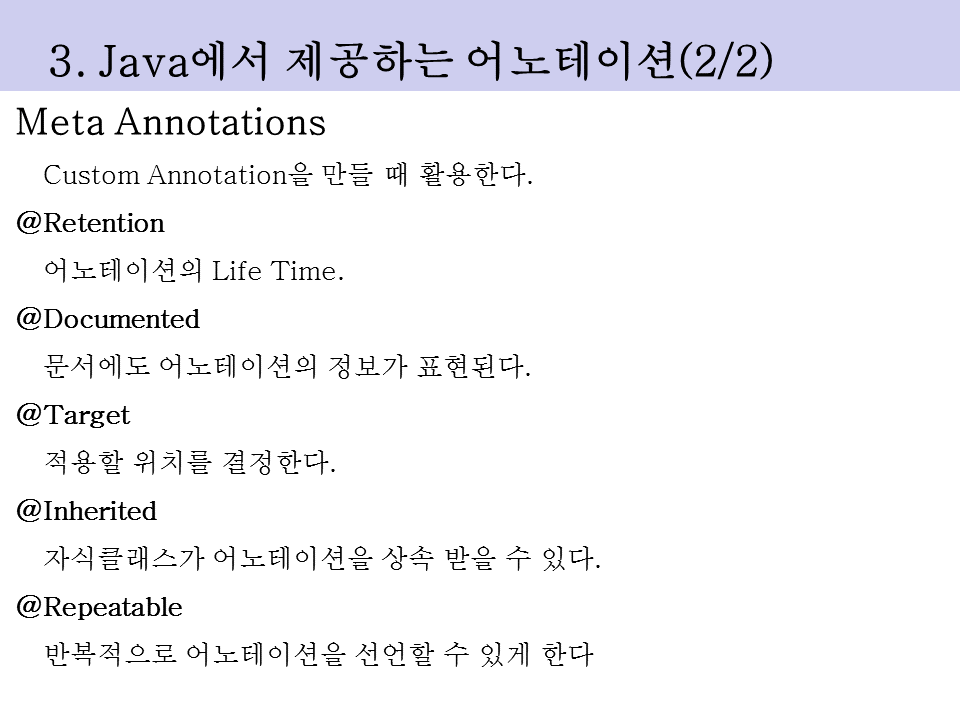 3. Java에서 제공하는 어노테이션(2/2)
Meta Annotations
Custom Annotation을 만들 때 활용한다.
@Retention
어노테이션의 Life Time.
@Documented
문서에도 어노테이션의 정보가 표현된다.
@Target
적용할 위치를 결정한다.
@Inherited
자식클래스가 어노테이션을 상속 받을 수 있다.
@Repeatable
반복적으로 어노테이션을 선언할 수 있게 한다